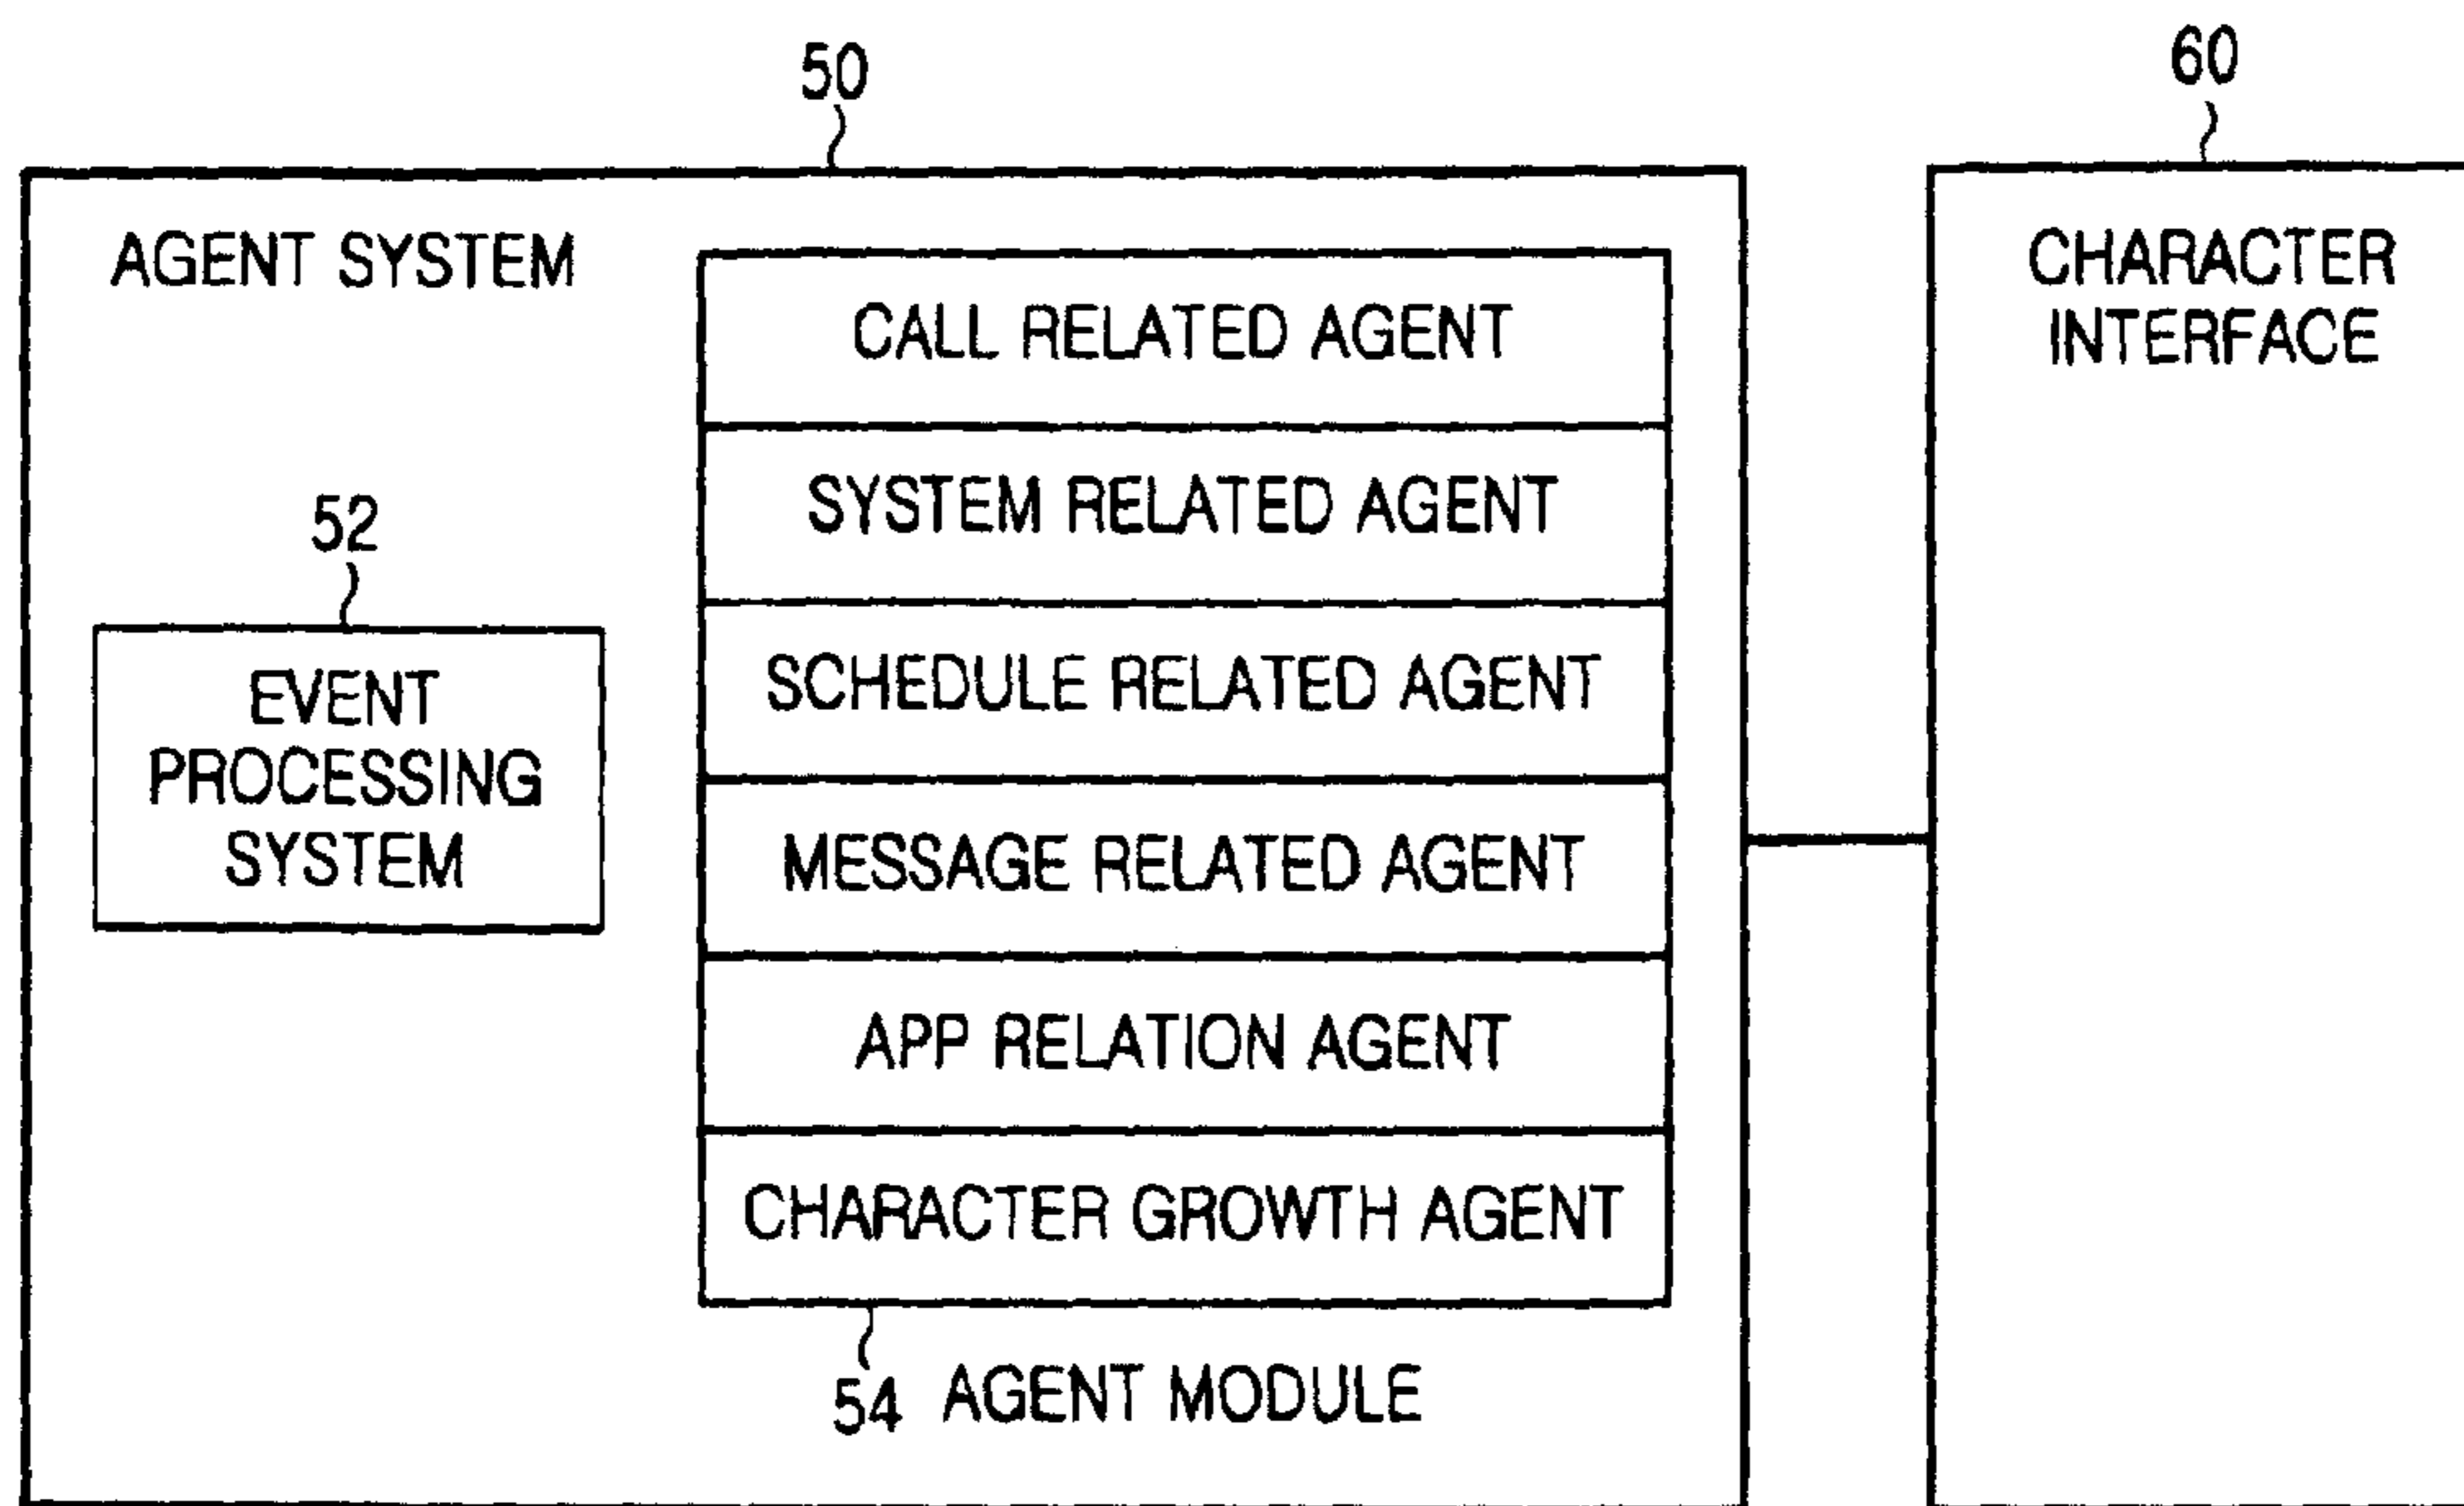 50
60
AGENT SYSTEM
CALL RELATED AGENT
SYSTEM RELATED AGENT
SCHEDULE RELATED AGENT
MESSAGE RELATED AGENT
APP RELATION AGENT
CHARACTER GROWTH AGENT
52
EVENT
PROCESSING
SYSTEM
54 AGENT MODULE
CHARACTER
INTERFACE